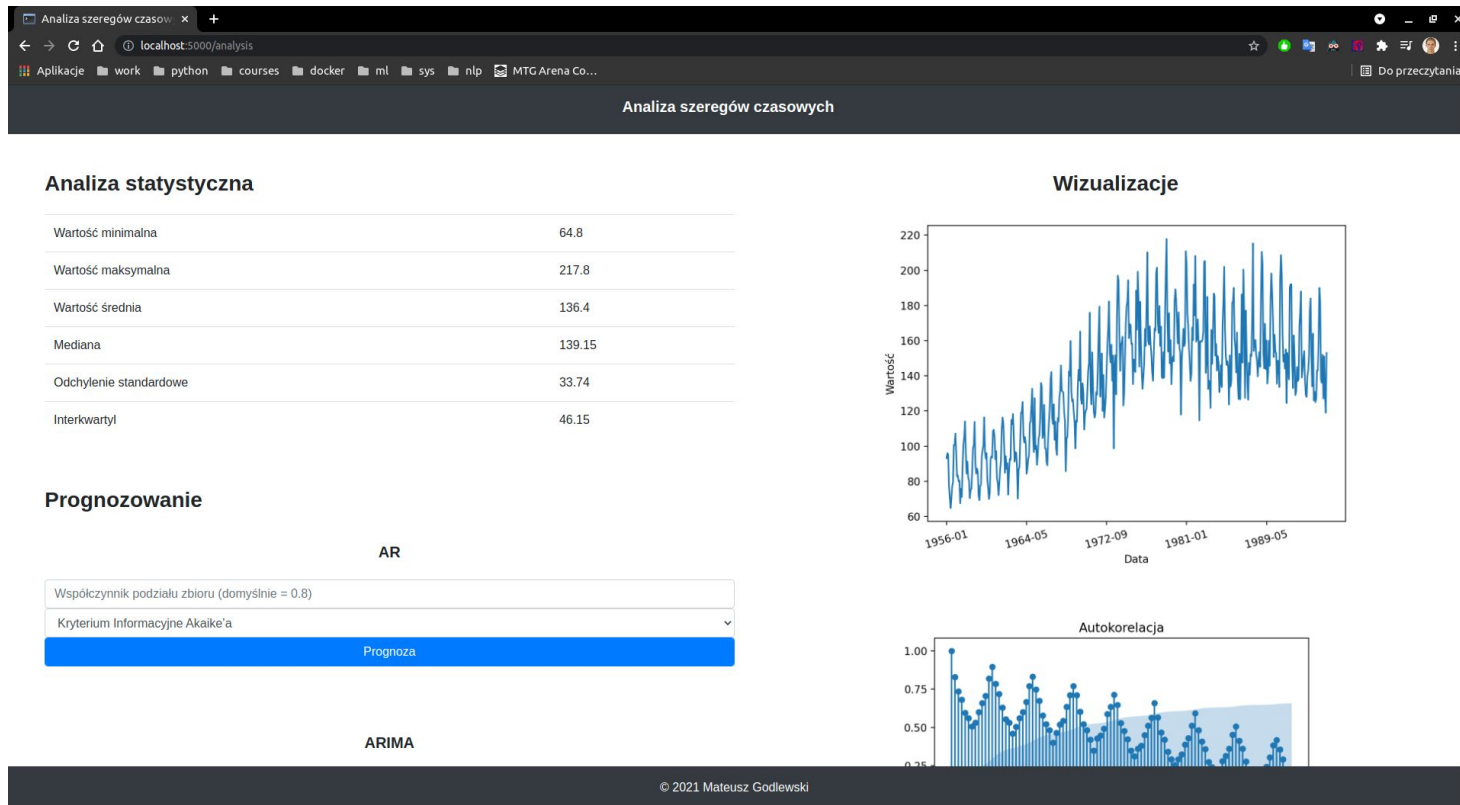 Analiza szeregów czasow
localhost:5000/analysis
Aplikacje work python courses docker ml sys nlp MTG Arena Co... Do przeczytania
Analiza szeregów czasowych
Analiza statystyczna
Wartość minimalna 64.8
Wartość maksymalna 217.8
Wartość średnia 136.4
Mediana 139.15
Odchylenie standardowe 33.74
Interkwartyl 46.15
Prognozowanie
AR
Współczynnik podziału zbioru (domyślnie = 0.8)
Kryterium Informacyjne Akaike'a
Prognoza
ARIMA
Wizualizacje
220
200
180
160
140
120
100
80
60
Wartość
1956-01 1964-05 1972-09 1981-01 1989-05
Data
Autokorelacja
1.00
0.75
0.50
0.25
© 2021 Mateusz Godlewski